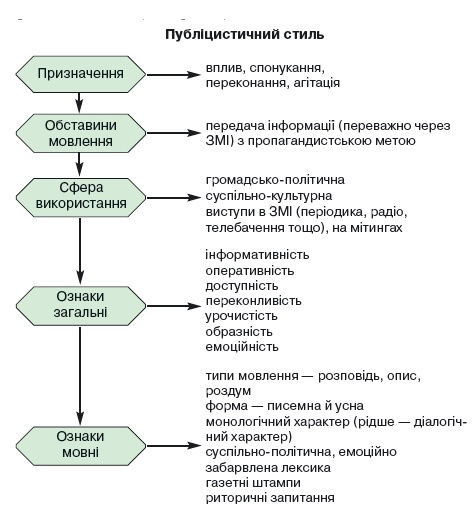 Публіцистичний стиль
Призначення
вплив, спонукання,
переконання, агітація
Обставини
мовлення
передача інформації (переважно через
ЗМІ) з пропагандистською метою
Сфера
використання
громадсько-політична
суспільно-культурна
виступи в ЗМІ (періодика, радіо,
телебачення тощо), на мітингах
Ознаки
загальні
інформативність
оперативність
доступність
переконливість
урочистість
образність
емоційність
Ознаки
мовні
типи мовлення — розповідь, опис,
роздум
форма — писемна й усна
монологічний характер (рідше — діалогіч-
ний характер)
суспільно-політична, емоційно
забарвлена лексика
газетні штампи
риторичні запитання